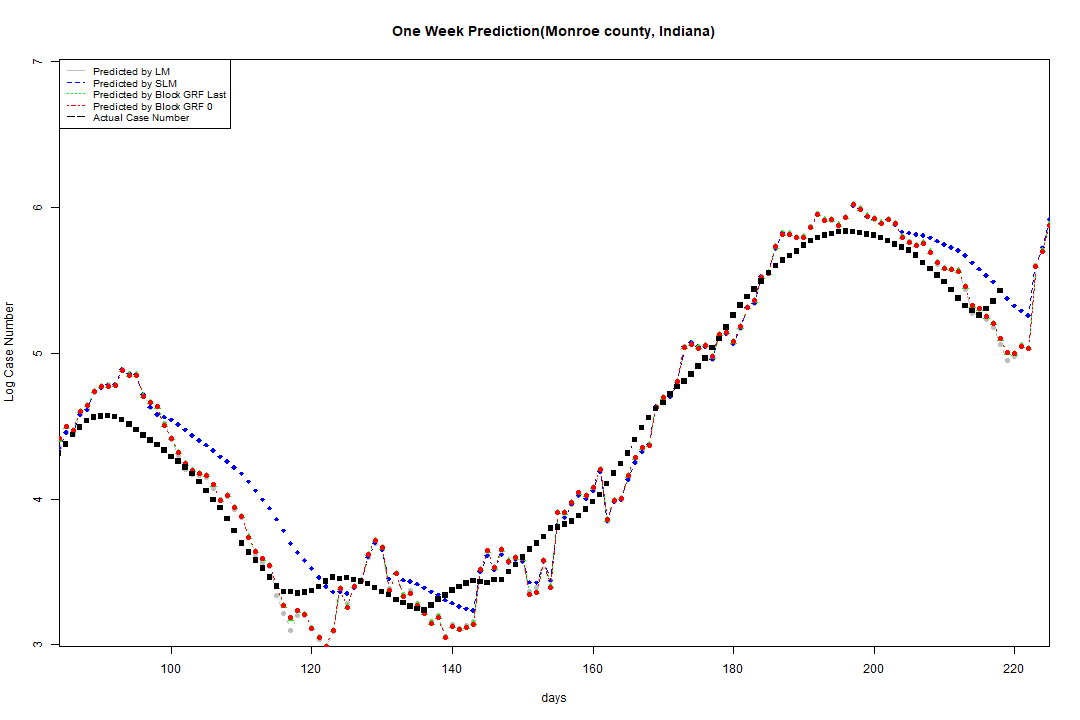 One Week Prediction(Monroe county, Indiana)
Predicted by LM
Predicted by SLM
Predicted by Block GRF Last
Predicted by Block GRF 0
Actual Case Number
7
6
5
4
3
Log Case Number
100
120
140
160
180
200
220
days